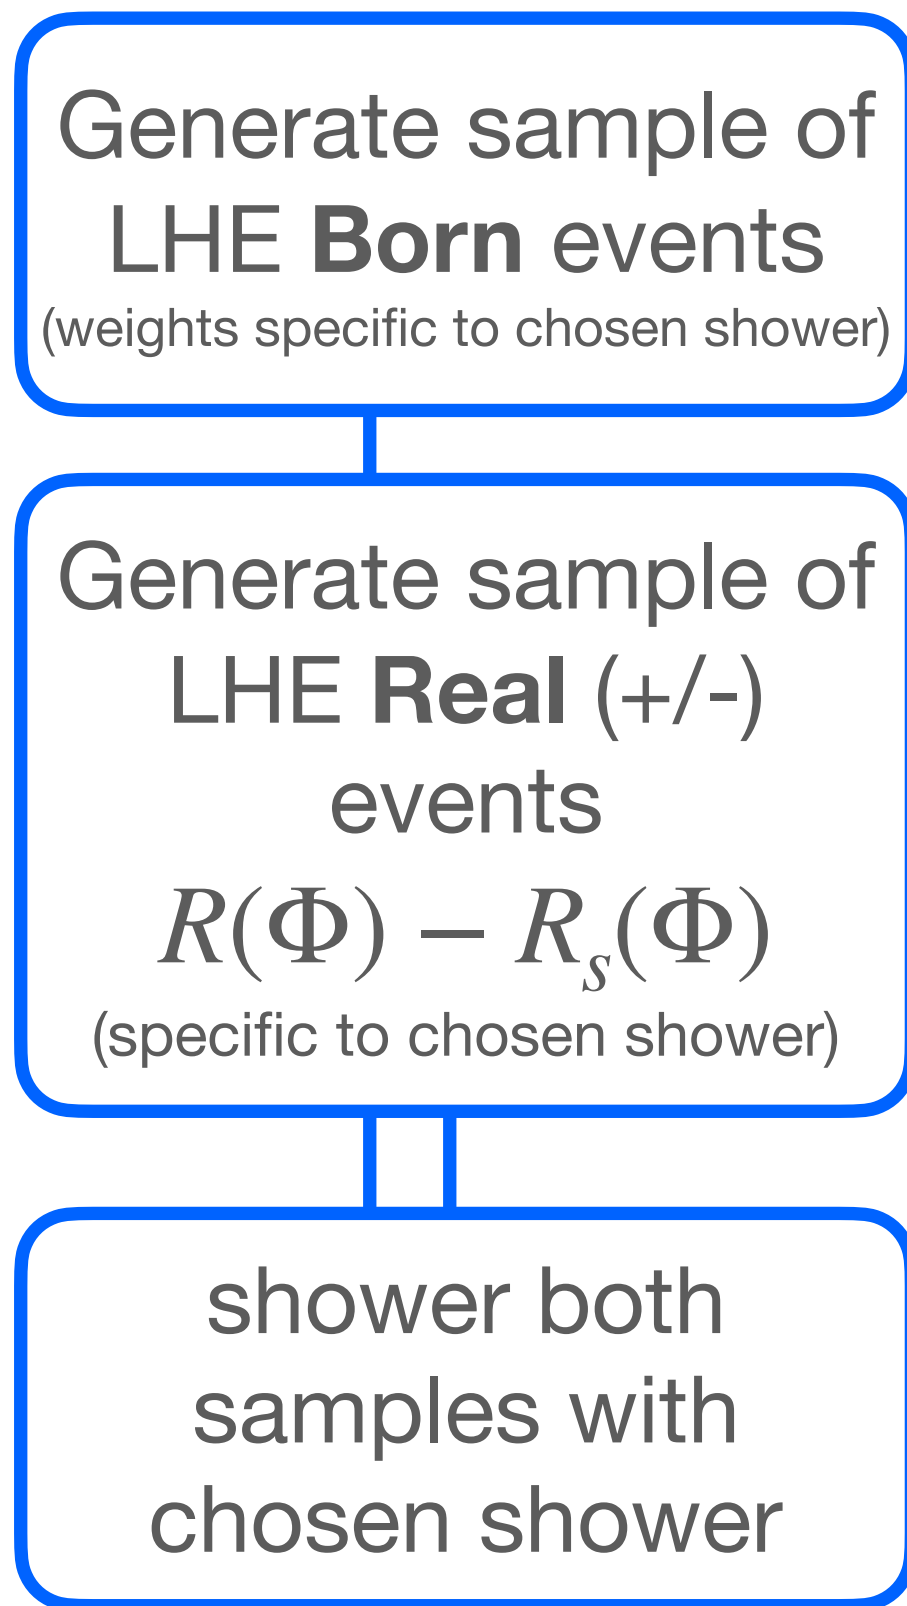 Generate sample of
LHE Born events
(weights specific to chosen shower)
Generate sample of
LHE Real (+/-)
events
R(Φ) − Rₛ(Φ)
(specific to chosen shower)
shower both
samples with
chosen shower